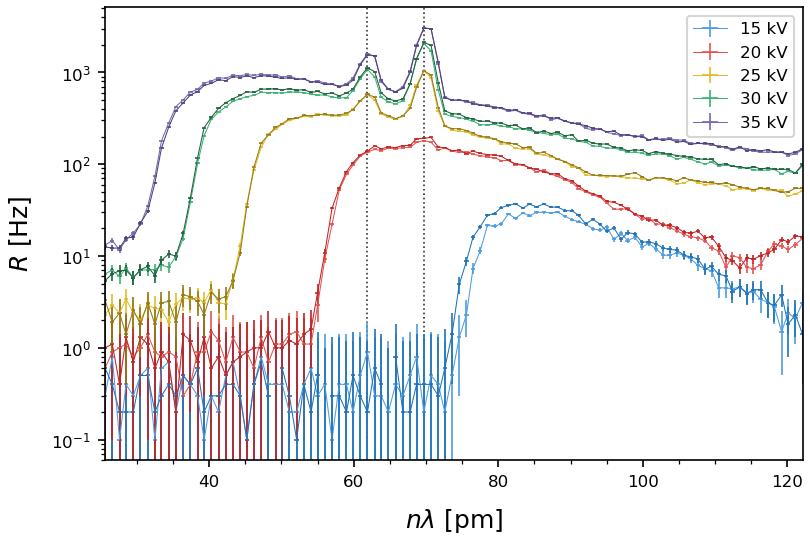 R [Hz]
10³
10²
10¹
10⁰
10⁻¹
15 kV
20 kV
25 kV
30 kV
35 kV
40
60
80
100
120
nλ [pm]